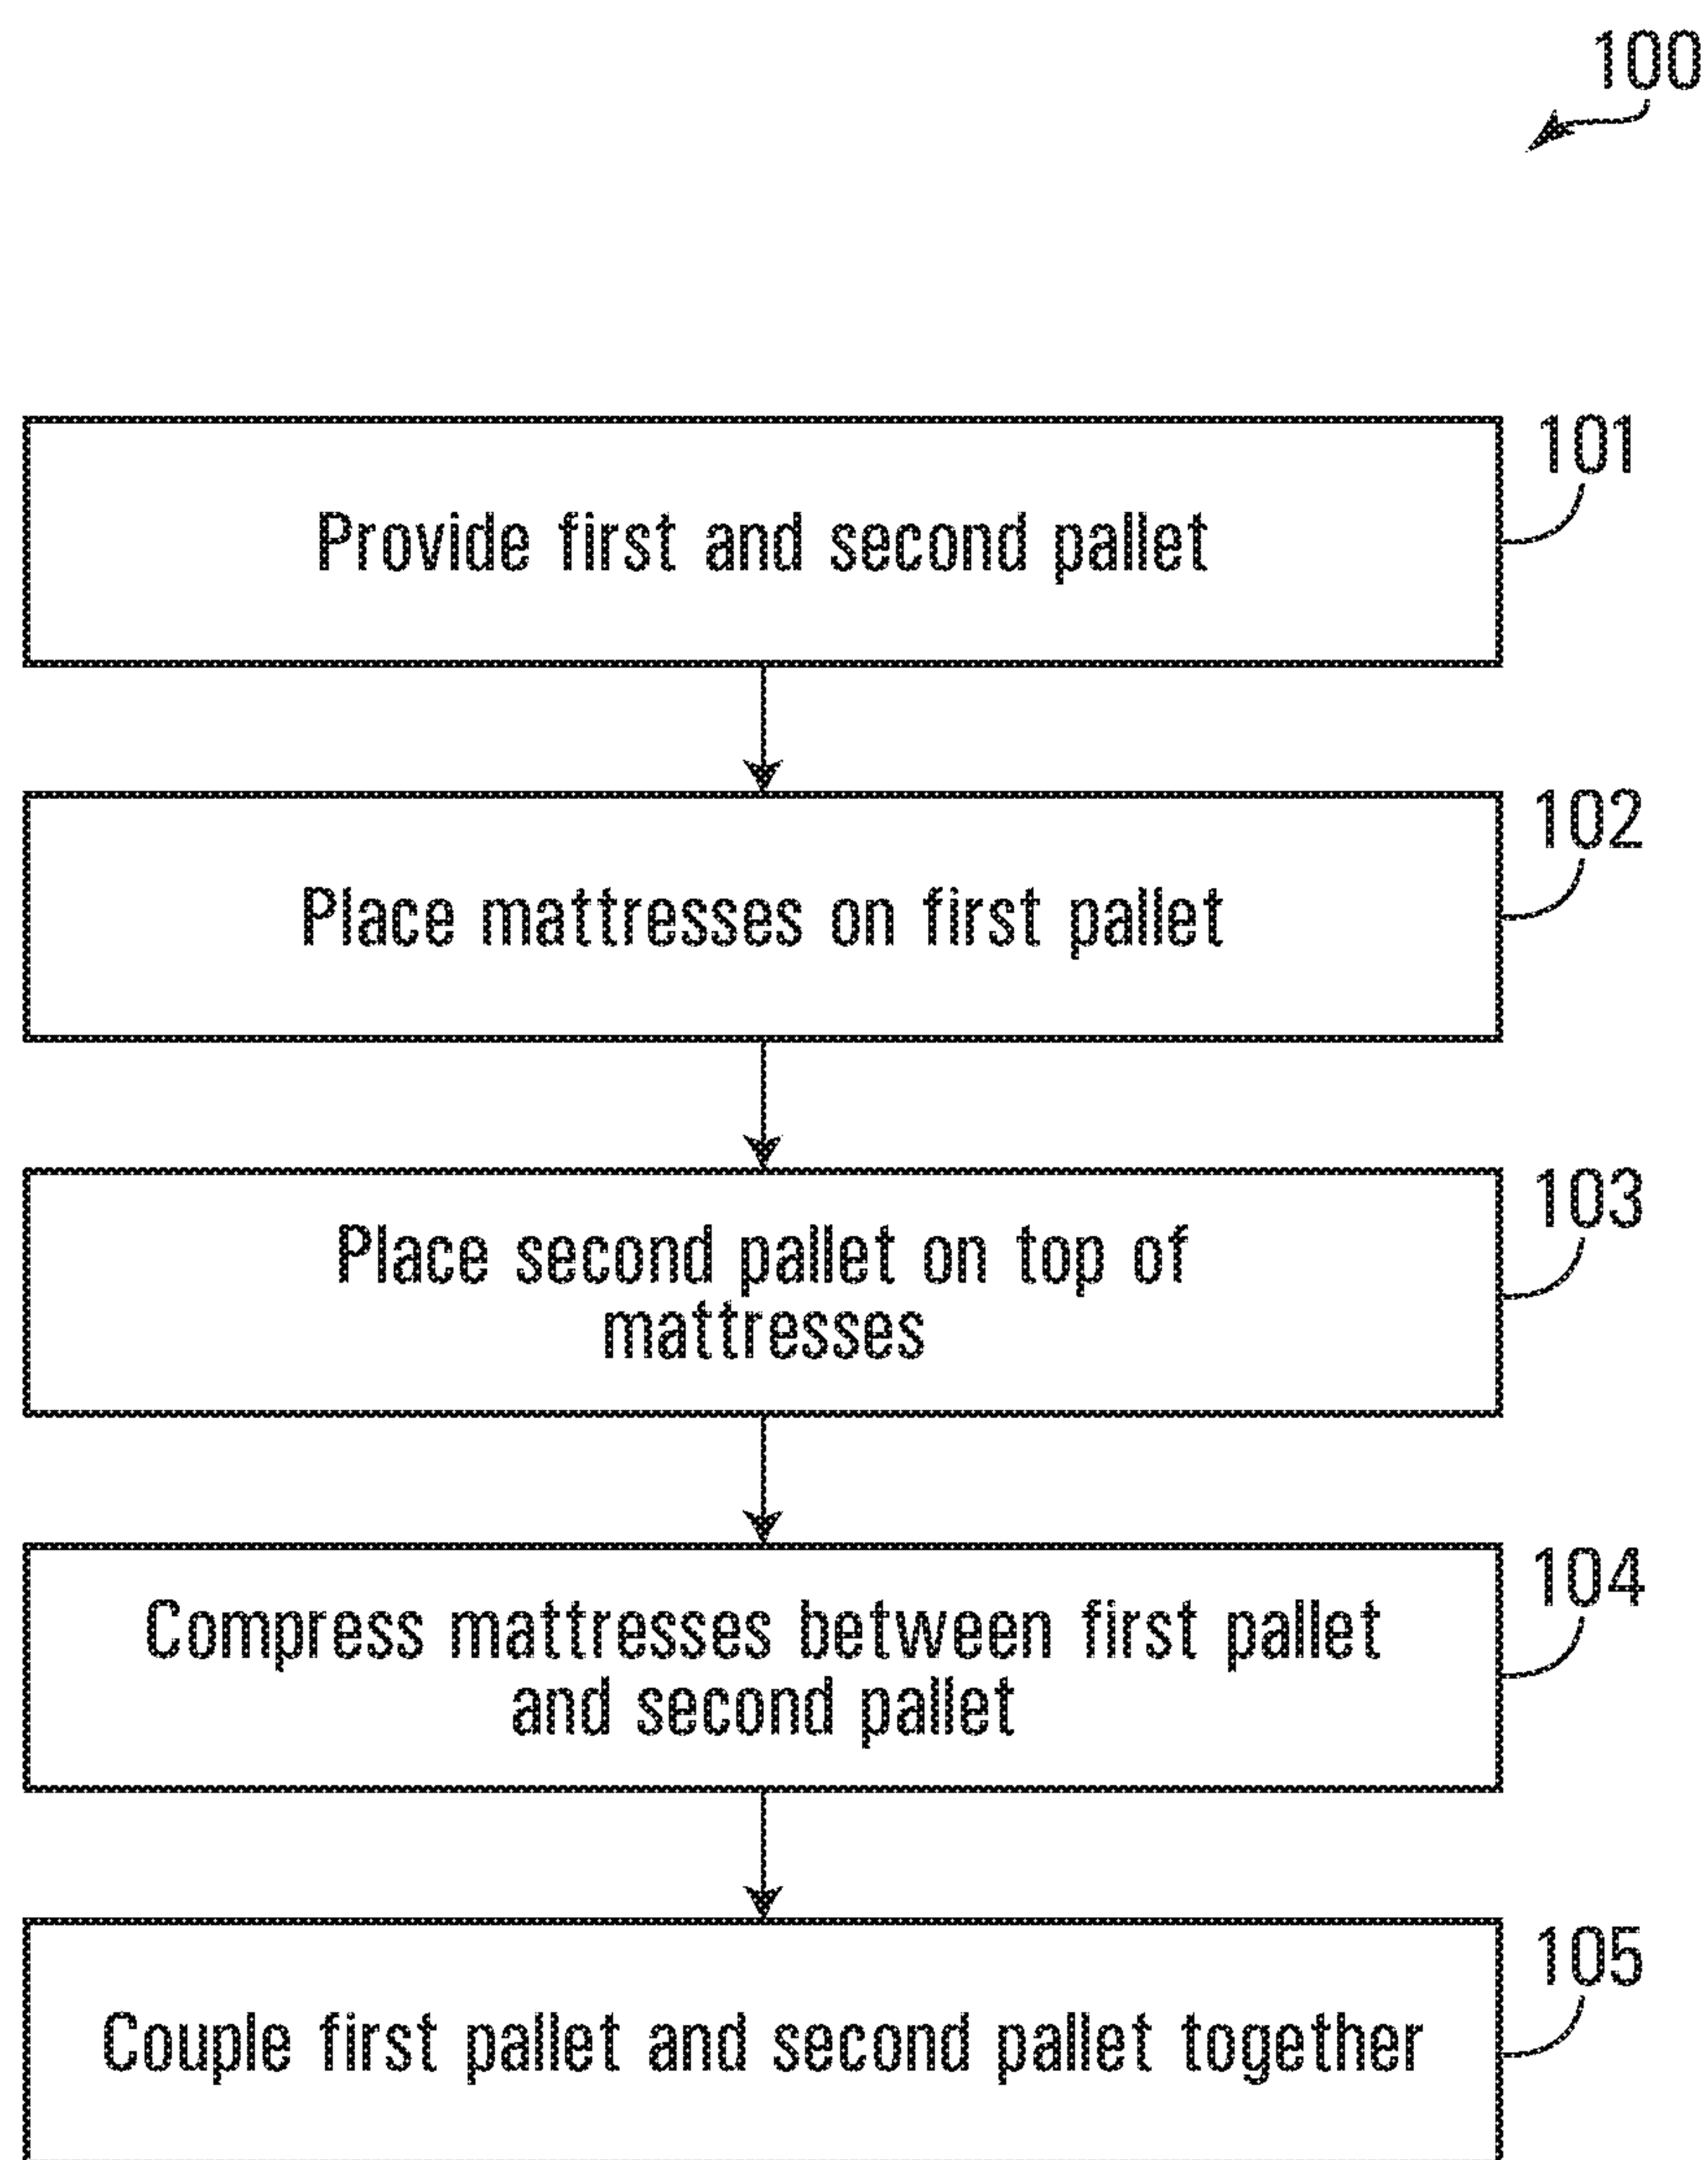 100
101
Provide first and second pallet
102
Place mattresses on first pallet
103
Place second pallet on top of
mattresses
104
Compress mattresses between first pallet
and second pallet
105
Couple first pallet and second pallet together